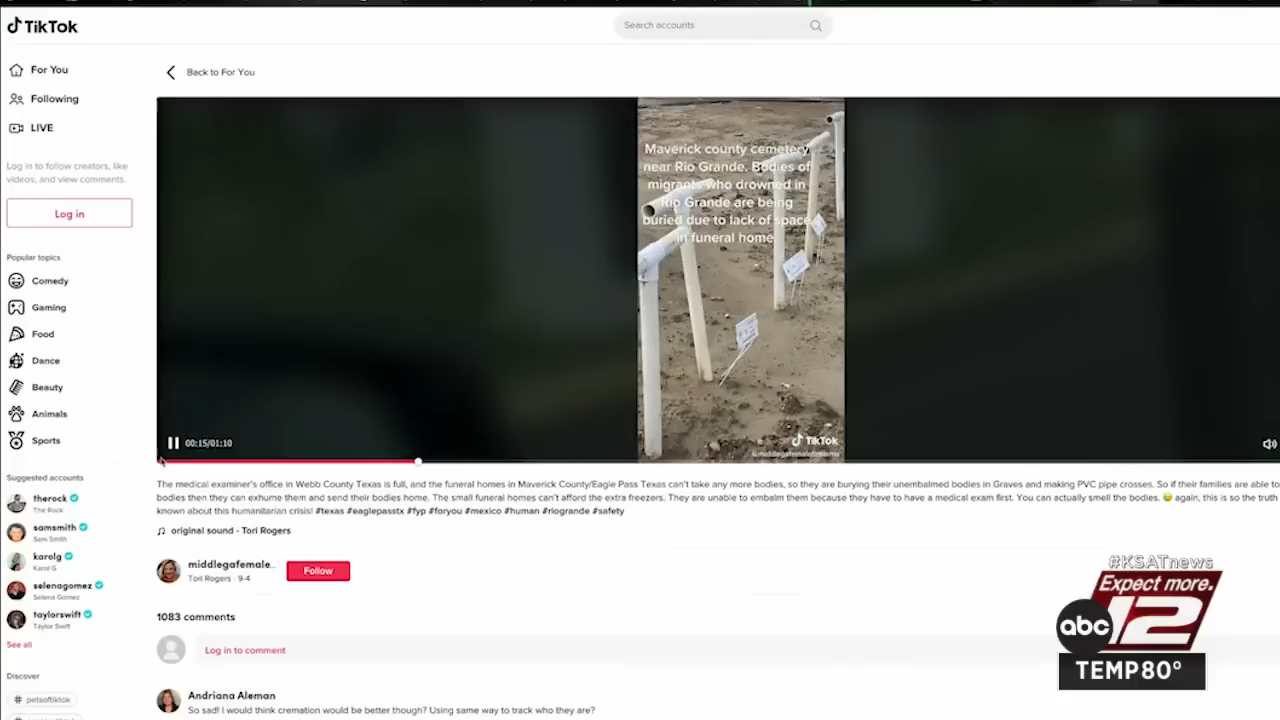 TikTok
Search accounts
For You
Back to For You
Following
LIVE
Log in to follow creators, like
videos, and view comments.
Log in
Popular topics
Comedy
Gaming
Food
Dance
Beauty
Animals
Sports
Maverick county cemetery
near Rio Grande. Bodies of
migrants who drowned in
Rio Grande are being
buried due to lack of space
in funeral home
TikTok
00:15/01:10
Suggested accounts
therock
The Rock
samsmith
Sam Smith
karolg
Karol G
selenagomez
Selena Gomez
taylorswift
Taylor Swift
See all
Discover
# petsoftiktok
The medical examiner's office in Webb County Texas is full, and the funeral homes in Maverick County/Eagle Pass Texas can't take any more bodies, so they are burying their unembalmed bodies in Graves and making PVC pipe crosses. So if their families are able to
bodies then they can exhume them and send their bodies home. The small funeral homes can't afford the extra freezers. They are unable to embalm them because they have to have a medical exam first. You can actually smell the bodies. 😥 again, this is so the truth
known about this humanitarian crisis! #texas #eaglepasstx #fyp #foryou #mexico #human #riogrande #safety
original sound - Tori Rogers
middlegafemale...
Tori Rogers · 9-4
Follow
1083 comments
Log in to comment
Andriana Aleman
So sad! I would think cremation would be better though? Using same way to track who they are?
#KSATnews
Expect more.
abc 12
TEMP 80°